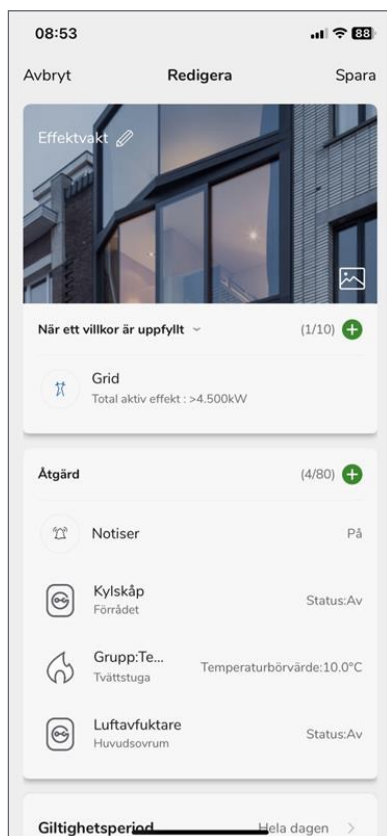 08:53
88
Avbryt
Redigera
Spara
Effektvakt
När ett villkor är uppfyllt
(1/10)
Grid
Total aktiv effekt : >4.500kW
Åtgärd
(4/80)
Notiser
På
Kylskåp
Förrådet
Status:Av
Grupp:Te...
Tvättstuga
Temperaturbörvärde:10.0°C
Luftavfuktare
Huvudsovrum
Status:Av
Giltighetsperiod
Hela dagen